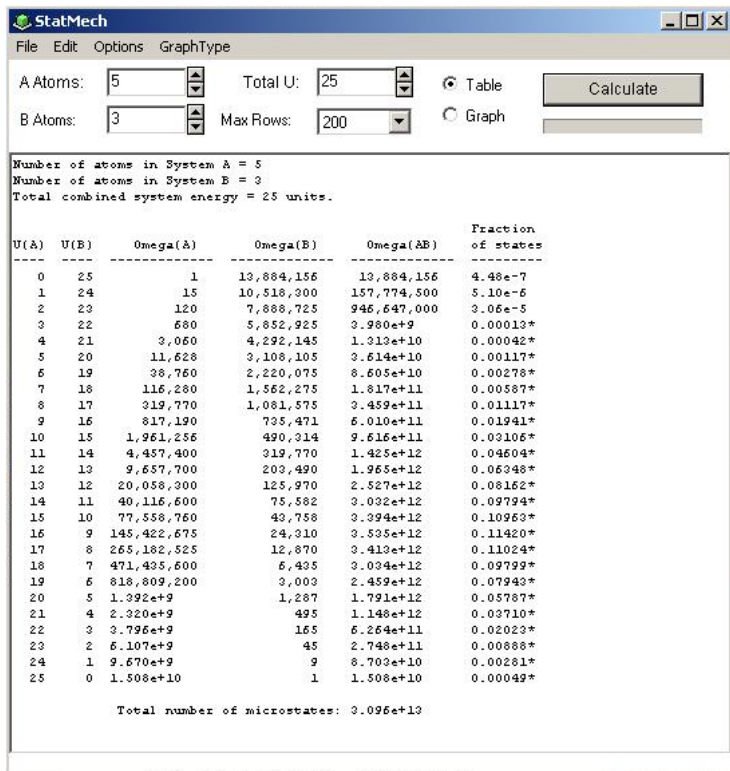 StatMech
File Edit Options GraphType
A Atoms: 5 Total U: 25 Table Calculate
B Atoms: 3 Max Rows: 200 Graph
Number of atoms in System A = 5
Number of atoms in System B = 3
Total combined system energy = 25 units.
Fraction
U(A) U(B) Omega(A) Omega(B) Omega(AB) of states
---- ---- ------------- ------------- ------------- ----------
0 25 1 13,884,156 13,884,156 4.48e-7
1 24 15 10,518,300 157,774,500 5.10e-6
2 23 120 7,888,725 946,647,000 3.06e-5
3 22 680 5,852,925 3.980e+9 0.00013*
4 21 3,060 4,292,145 1.313e+10 0.00042*
5 20 11,628 3,108,105 3.614e+10 0.00117*
6 19 38,760 2,220,075 8.605e+10 0.00278*
7 18 116,280 1,562,275 1.817e+11 0.00587*
8 17 319,770 1,081,575 3.459e+11 0.01117*
9 16 817,190 735,471 6.010e+11 0.01941*
10 15 1,961,256 490,314 9.616e+11 0.03106*
11 14 4,457,400 319,770 1.425e+12 0.04604*
12 13 9,657,700 203,490 1.965e+12 0.06348*
13 12 20,058,300 125,970 2.527e+12 0.08162*
14 11 40,116,600 75,582 3.032e+12 0.09794*
15 10 77,558,760 43,758 3.394e+12 0.10963*
16 9 145,422,675 24,310 3.535e+12 0.11420*
17 8 265,182,525 12,870 3.413e+12 0.11024*
18 7 471,435,600 6,435 3.034e+12 0.09799*
19 6 818,809,200 3,003 2.459e+12 0.07943*
20 5 1.392e+9 1,287 1.791e+12 0.05787*
21 4 2.320e+9 495 1.148e+12 0.03710*
22 3 3.796e+9 165 6.264e+11 0.02023*
23 2 6.107e+9 45 2.748e+11 0.00888*
24 1 9.670e+9 9 8.703e+10 0.00281*
25 0 1.508e+10 1 1.508e+10 0.00049*
Total number of microstates: 3.096e+13